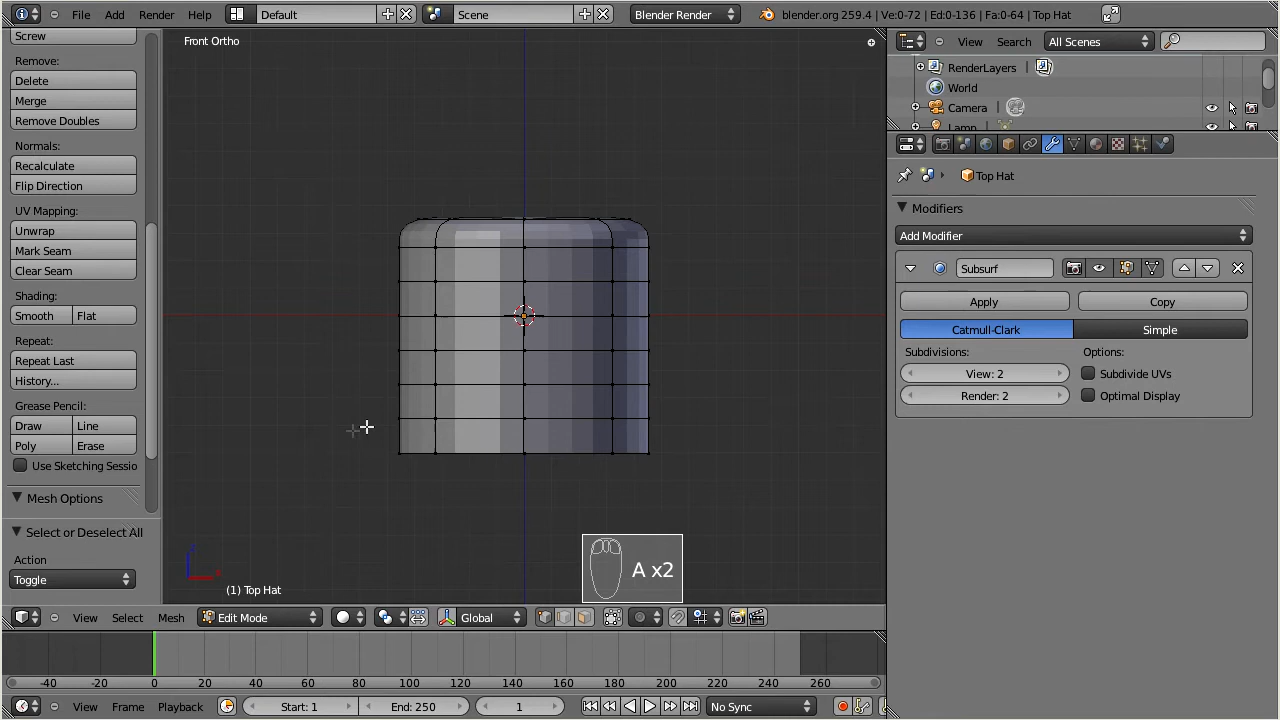 File Add Render Help Default Scene Blender Render blender.org 259.4 | Ve:0-72 | Ed:0-136 | Fa:0-64 | Top Hat
Screw
Remove:
Delete
Merge
Remove Doubles
Normals:
Recalculate
Flip Direction
UV Mapping:
Unwrap
Mark Seam
Clear Seam
Shading:
Smooth Flat
Repeat:
Repeat Last
History...
Grease Pencil:
Draw Line
Poly Erase
Use Sketching Sessio
Mesh Options
Select or Deselect All
Action
Toggle
Front Ortho
A x2
(1) Top Hat
View Select Mesh Edit Mode Global
-40 -20 0 20 40 60 80 100 120 140 160 180 200 220 240 260
View Frame Playback Start: 1 End: 250 1 No Sync
View Search All Scenes
RenderLayers |
World
Camera |
Lamp |
Top Hat
Modifiers
Add Modifier
Subsurf
Apply Copy
Catmull-Clark Simple
Subdivisions: Options:
View: 2 Subdivide UVs
Render: 2 Optimal Display